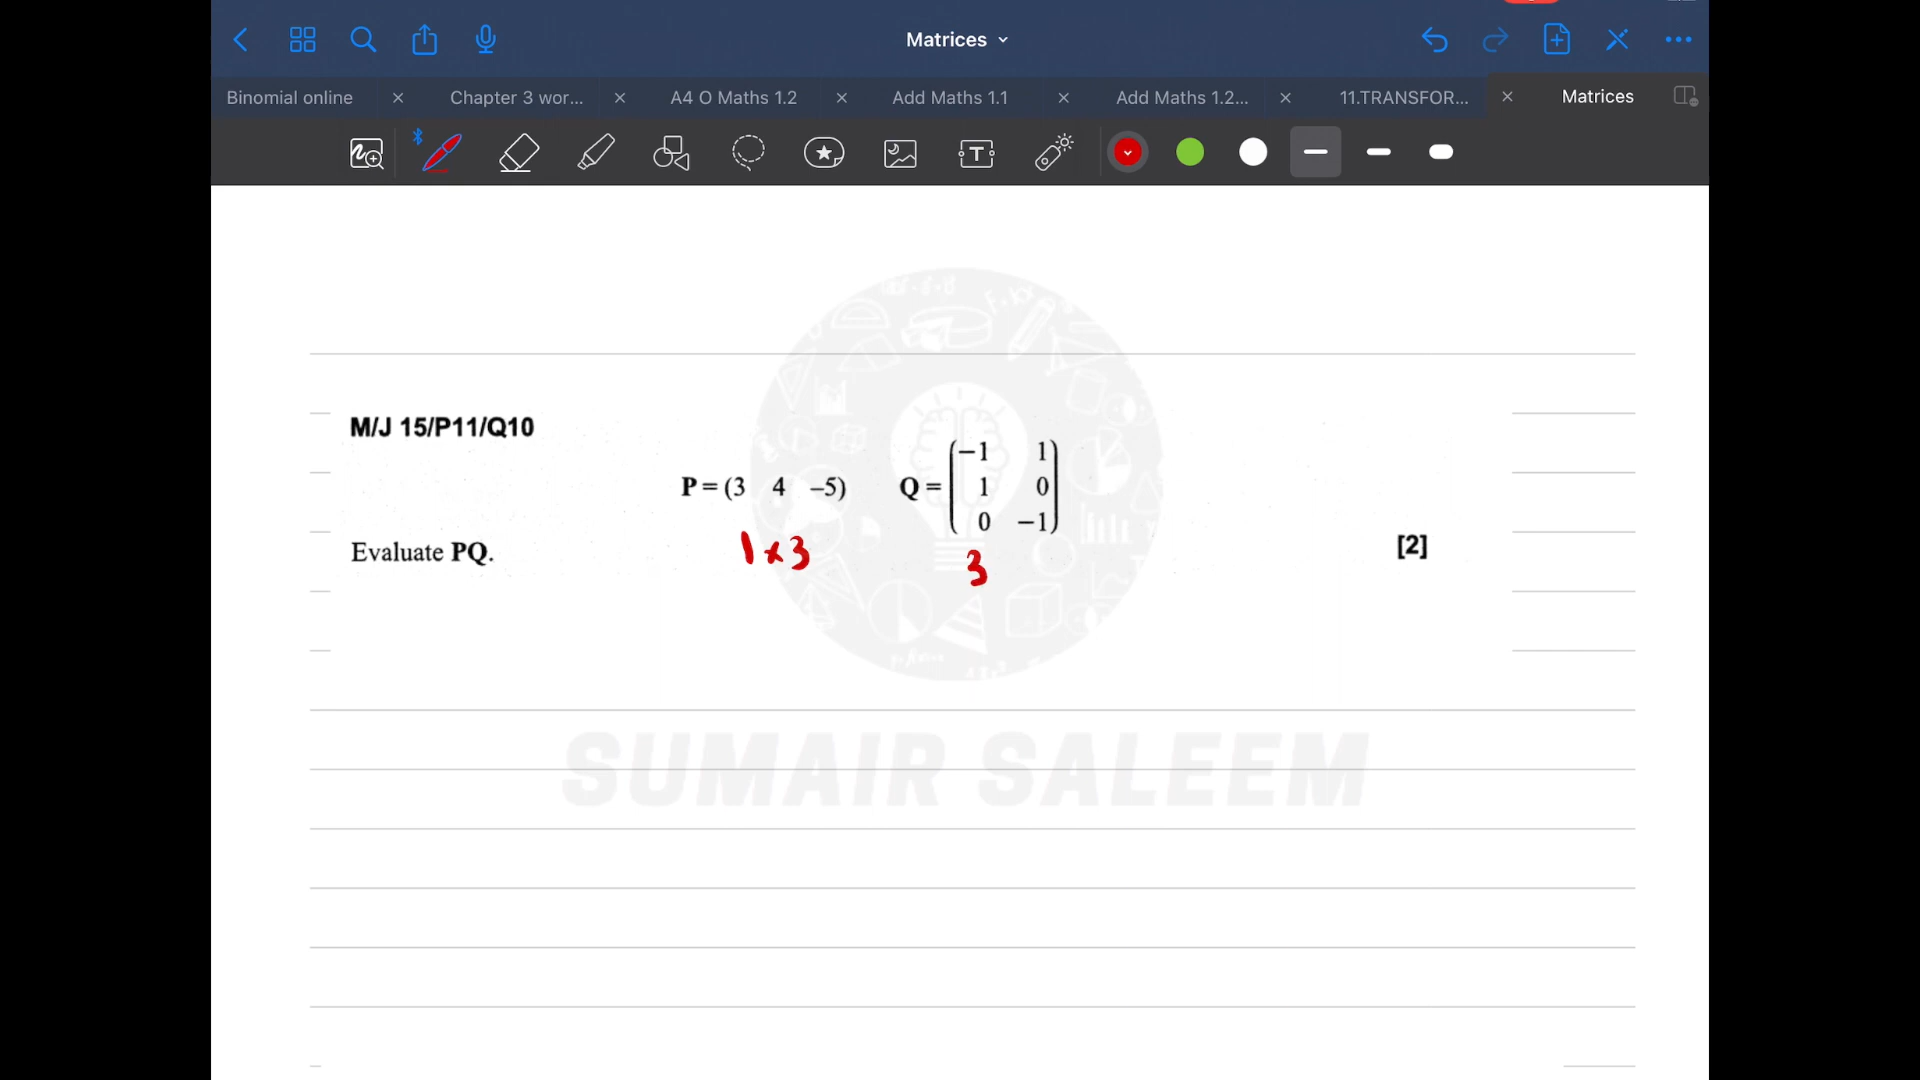 Matrices
Binomial online
Chapter 3 wor...
A4 O Maths 1.2
Add Maths 1.1
Add Maths 1.2...
11.TRANSFOR...
Matrices
M/J 15/P11/Q10
P = (3 4 –5) Q = (−1 1
1 0
0 −1)
1 × 3 3
Evaluate PQ. [2]
SUMAIR SALEEM